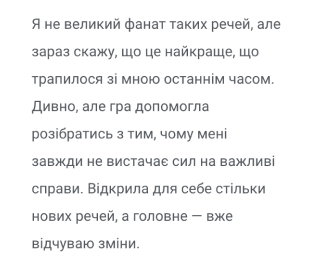 Я не великий фанат таких речей, але
зараз скажу, що це найкраще, що
трапилося зі мною останнім часом.
Дивно, але гра допомогла
розібратись з тим, чому мені
завжди не вистачає сил на важливі
справи. Відкрила для себе стільки
нових речей, а головне — вже
відчуваю зміни.